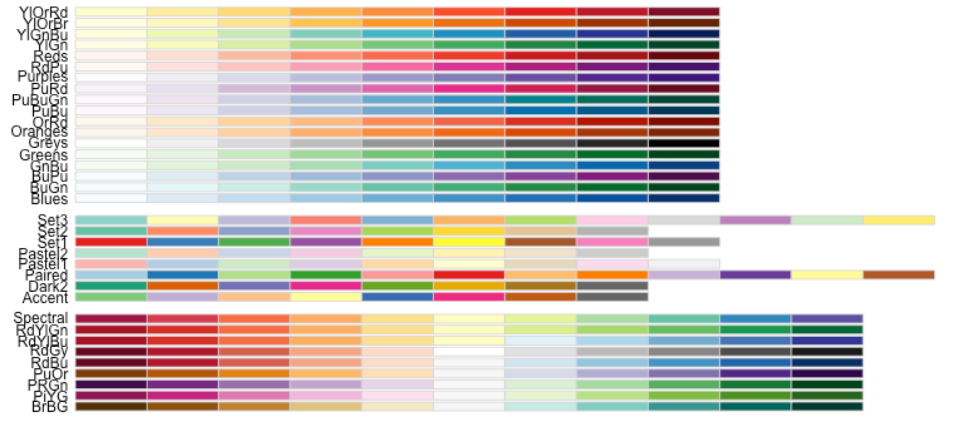 YlOrRd
YlOrBr
YlGnBu
YlGn
Reds
RdPu
Purples
PuRd
PuBuGn
PuBu
OrRd
Oranges
Greys
Greens
GnBu
BuPu
BuGn
Blues
Set3
Set2
Set1
Pastel2
Pastel1
Paired
Dark2
Accent
Spectral
RdYlGn
RdYlBu
RdGy
RdBu
PuOr
PRGn
PiYG
BrBG